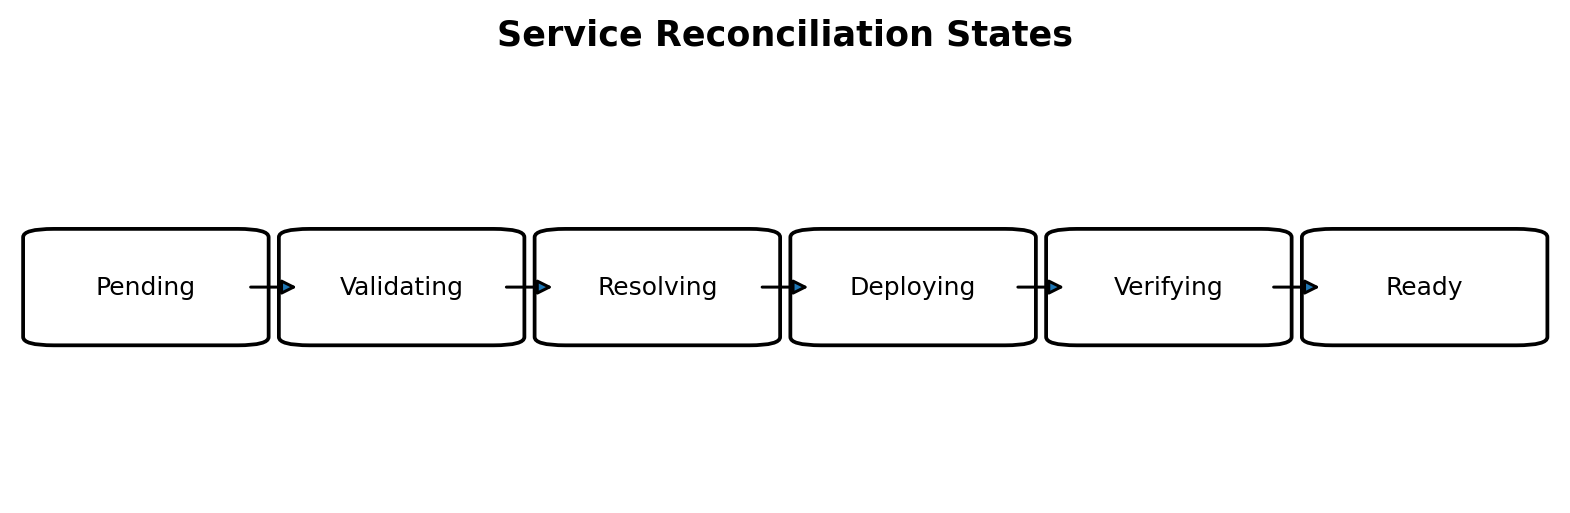 Service Reconciliation States
Pending
Validating
Resolving
Deploying
Verifying
Ready